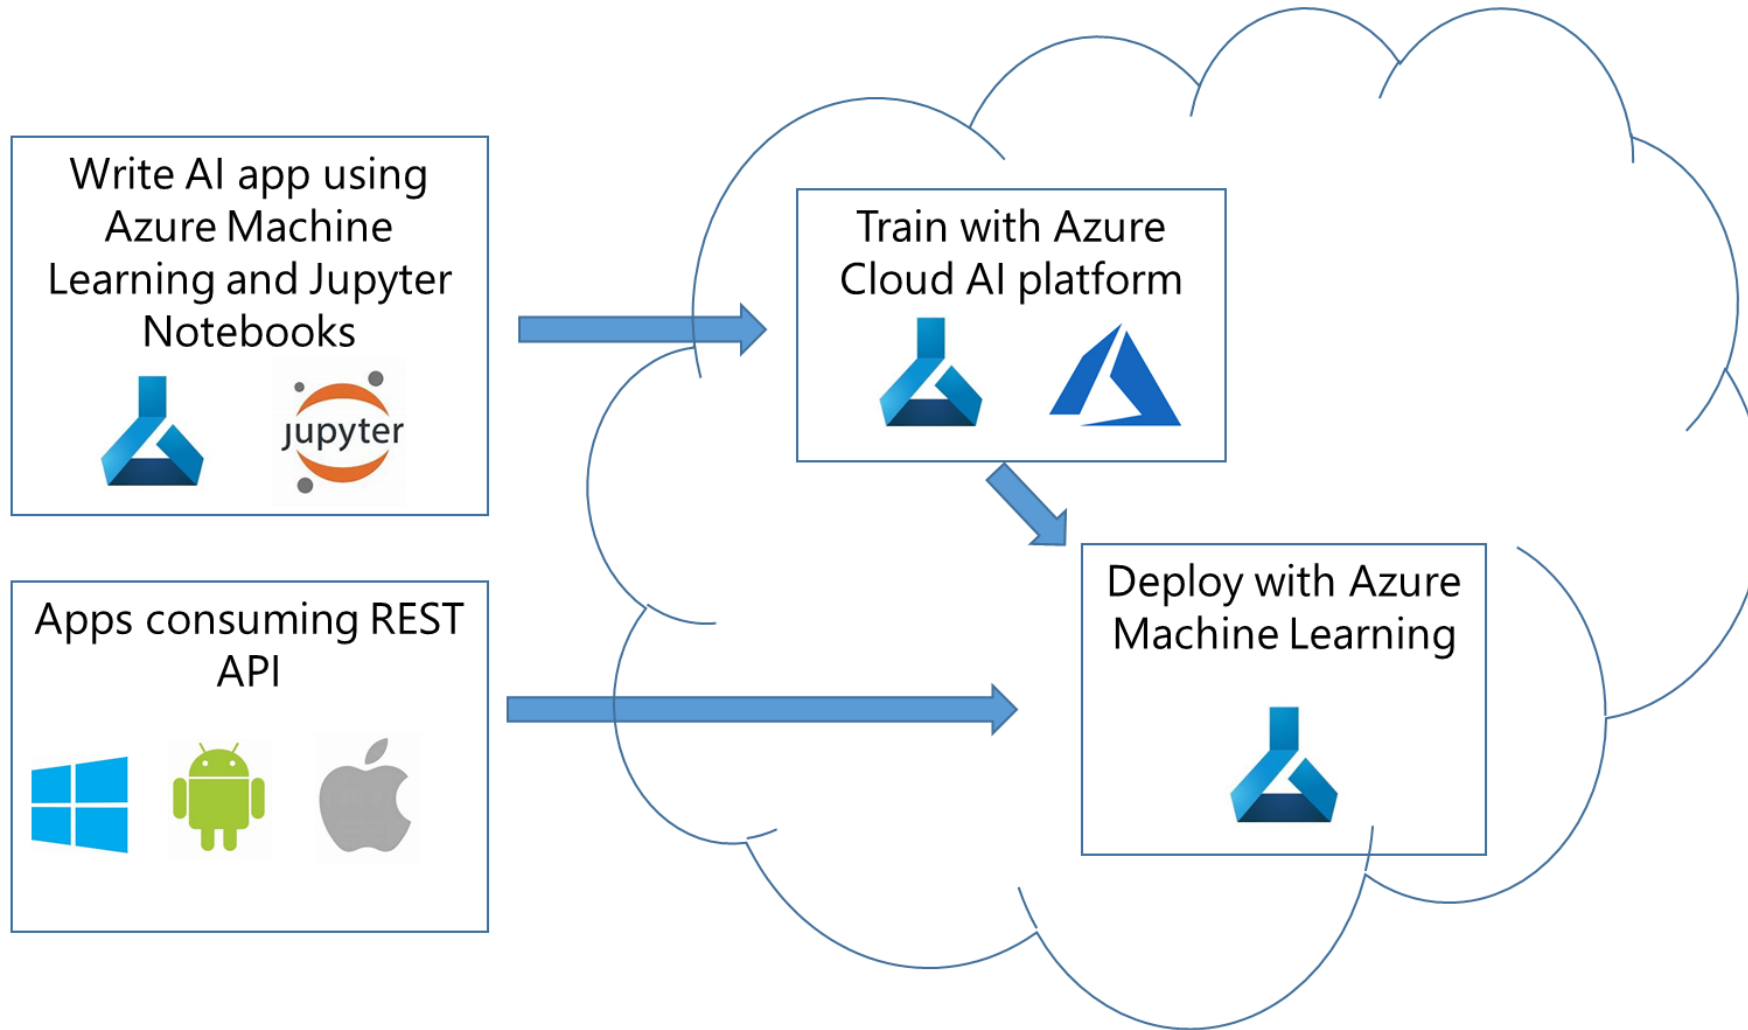 Write AI app using
Azure Machine
Learning and Jupyter
Notebooks
jupyter
Train with Azure
Cloud AI platform
Apps consuming REST
API
Deploy with Azure
Machine Learning